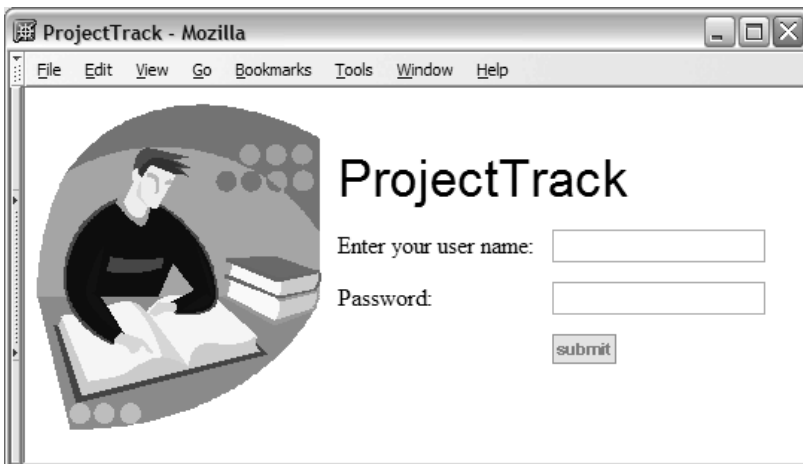 ProjectTrack - Mozilla
File Edit View Go Bookmarks Tools Window Help
ProjectTrack
Enter your user name:
Password:
submit